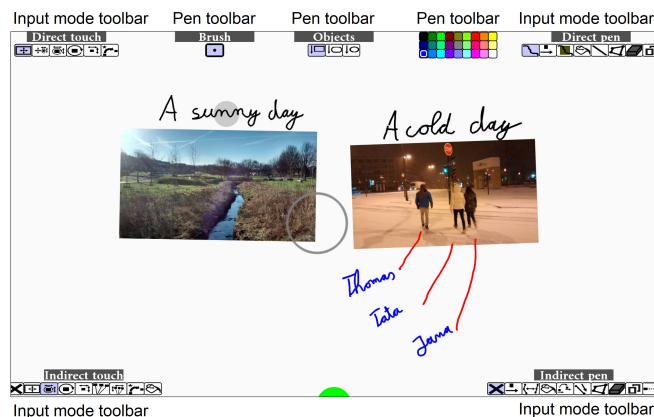 Input mode toolbar Pen toolbar Pen toolbar Pen toolbar Input mode toolbar
Direct touch Brush Objects Direct pen
A sunny day
A cold day
Thomas
Tata
Jana
Indirect touch Indirect pen
Input mode toolbar Input mode toolbar